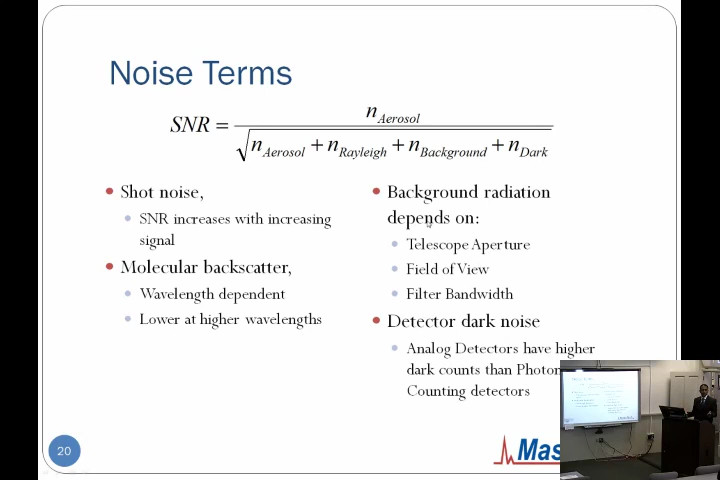 Noise Terms
SNR = n_Aerosol / √(n_Aerosol + n_Rayleigh + n_Background + n_Dark)
• Shot noise,
• SNR increases with increasing
signal
• Molecular backscatter,
• Wavelength dependent
• Lower at higher wavelengths
• Background radiation
depends on:
• Telescope Aperture
• Field of View
• Filter Bandwidth
• Detector dark noise
• Analog Detectors have higher
dark counts than Photon
Counting detectors
20